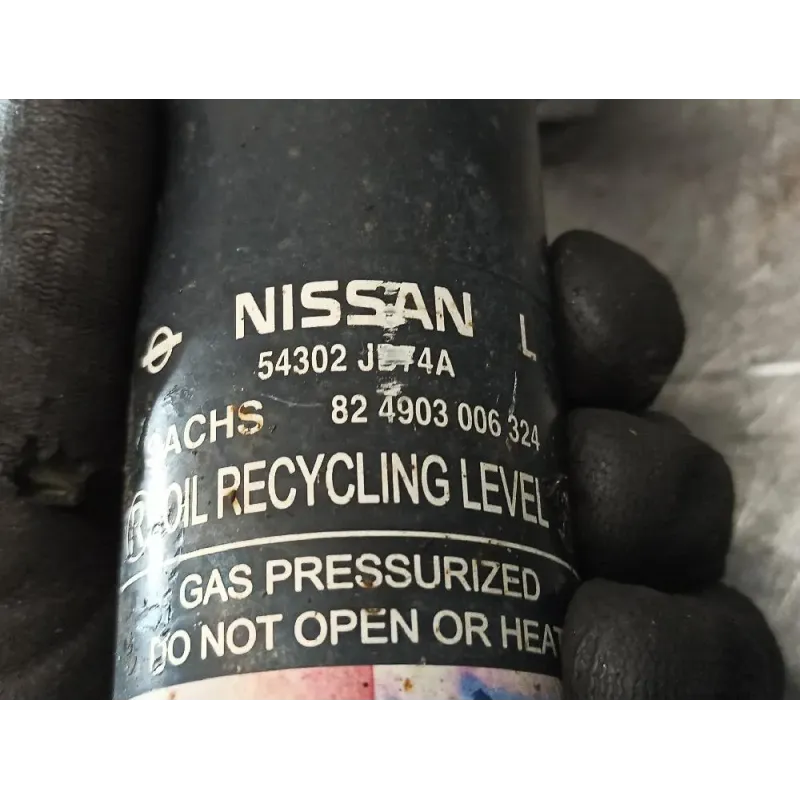 NISSAN L
54302
SACHS 82 4903 006 324
® OIL RECYCLING LEVEL
GAS PRESSURIZED
DO NOT OPEN OR HEAT